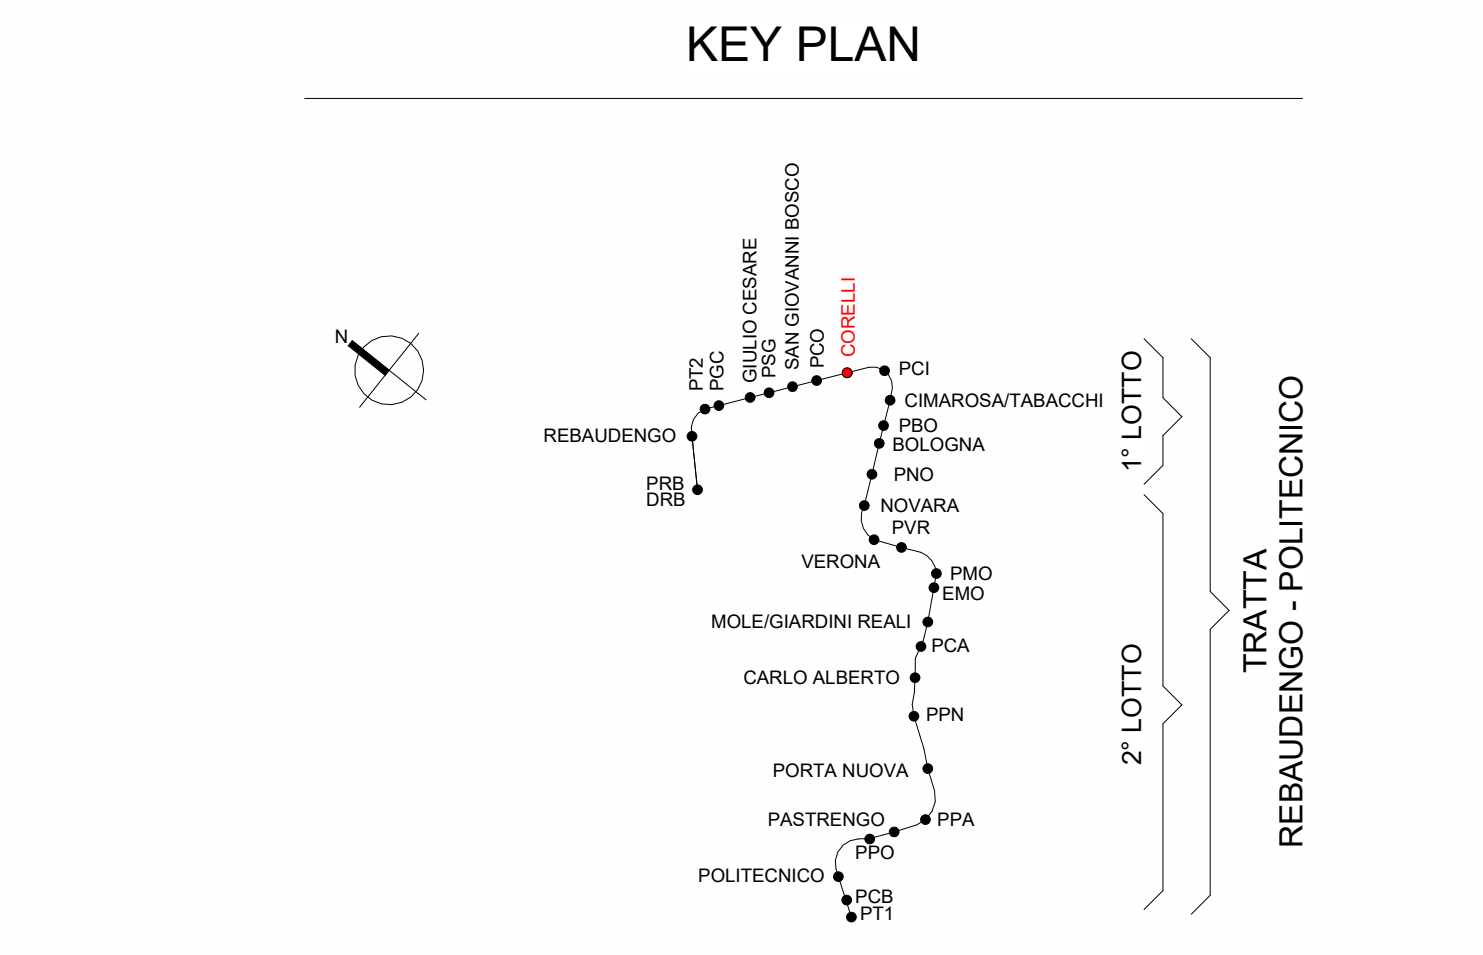 KEY PLAN
N
PT2
PGC
GIULIO CESARE
PSG
SAN GIOVANNI BOSCO
PCO
CORELLI
PCI
CIMAROSA/TABACCHI
REBAUDENGO
PBO
BOLOGNA
PRB
DRB
PNO
NOVARA
PVR
VERONA
PMO
EMO
MOLE/GIARDINI REALI
PCA
CARLO ALBERTO
PPN
PORTA NUOVA
PASTRENGO
PPA
PPO
POLITECNICO
PCB
PT1
1° LOTTO
2° LOTTO
TRATTA
REBAUDENGO - POLITECNICO